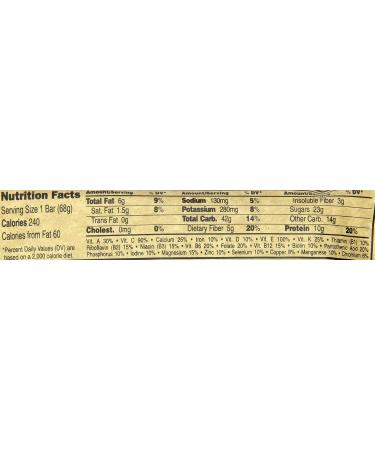 Nutrition Facts
Serving Size 1 Bar (68g)
Calories 240
Calories from Fat 60
*Percent Daily Values (DV) are
based on a 2,000 calorie diet.
Amount/Serving % DV* Amount/Serving % DV* Amount/Serving % DV*
Total Fat 6g 9% Sodium 130mg 5% Insoluble Fiber 3g
Sat. Fat 1.5g 8% Potassium 280mg 8% Sugars 23g
Trans Fat 0g Total Carb. 42g 14% Other Carb. 14g
Cholest. 0mg 0% Dietary Fiber 5g 20% Protein 10g 20%
Vit. A 30% • Vit. C 90% • Calcium 25% • Iron 10% • Vit. D 10% • Vit. E 100% • Vit. K 25% • Thiamin (B1) 10%
Riboflavin (B2) 15% • Niacin (B3) 15% • Vit. B6 20% • Folate 20% • Vit. B12 15% • Biotin 10% • Pantothenic Acid 20%
Phosphorus 10% • Iodine 10% • Magnesium 15% • Zinc 10% • Selenium 10% • Copper 8% • Manganese 10% • Chromium 6%